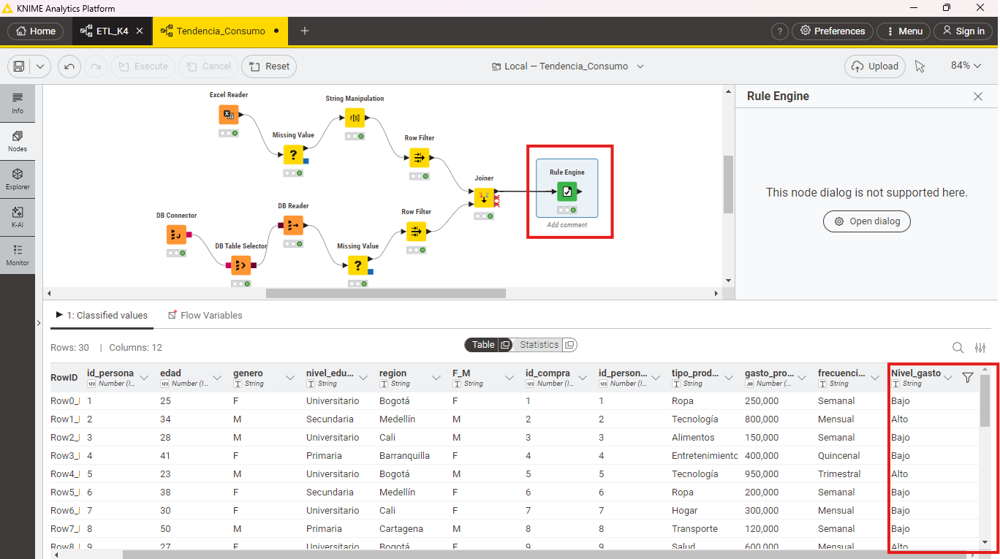 KNIME Analytics Platform
Home
ETL_K4
Tendencia_Consumo
?
Preferences
Menu
Sign in
Execute
Cancel
Reset
Local — Tendencia_Consumo
Upload
84%
Info
Nodes
Explorer
K-AI
Monitor
Excel Reader
Missing Value
String Manipulation
Row Filter
Joiner
Rule Engine
Add comment
DB Connector
DB Table Selector
DB Reader
Missing Value
Row Filter
Rule Engine
This node dialog is not supported here.
Open dialog
1: Classified values
Flow Variables
Rows: 30 | Columns: 12
Table
Statistics
RowID id_persona edad genero nivel_edu... region F_M id_compra id_person... tipo_prod... gasto_pro... frecuenci... Nivel_gasto
Number (I... Number (I... String String String String Number (I... Number (I... String Number (... String String
Row0_ 1 25 F Universitario Bogotá F 1 1 Ropa 250,000 Semanal Bajo
Row1_ 2 34 M Secundaria Medellín M 2 2 Tecnología 800,000 Mensual Alto
Row2_ 3 28 M Universitario Cali M 3 3 Alimentos 150,000 Semanal Bajo
Row3_ 4 41 F Primaria Barranquilla F 4 4 Entretenimiento 400,000 Quincenal Bajo
Row4_ 5 23 M Universitario Bogotá M 5 5 Tecnología 950,000 Trimestral Alto
Row5_ 6 38 F Secundaria Medellín F 6 6 Ropa 200,000 Semanal Bajo
Row6_ 7 30 F Universitario Cali F 7 7 Hogar 300,000 Mensual Bajo
Row7_ 8 50 M Primaria Cartagena M 8 8 Transporte 120,000 Semanal Bajo
Row8_ 9 27 F Universitario Bogotá F 9 9 Salud 600,000 Mensual Alto